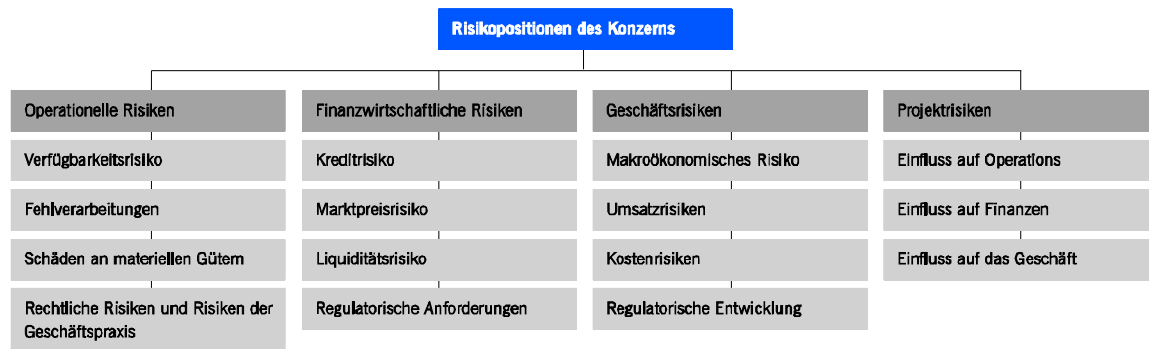 Risikopositionen des Konzerns
Operationelle Risiken
Verfügbarkeitsrisiko
Fehlverarbeitungen
Schäden an materiellen Gütern
Rechtliche Risiken und Risiken der
Geschäftspraxis
Finanzwirtschaftliche Risiken
Kreditrisiko
Marktpreisrisiko
Liquiditätsrisiko
Regulatorische Anforderungen
Geschäftsrisiken
Makroökonomisches Risiko
Umsatzrisiken
Kostenrisiken
Regulatorische Entwicklung
Projektrisiken
Einfluss auf Operations
Einfluss auf Finanzen
Einfluss auf das Geschäft